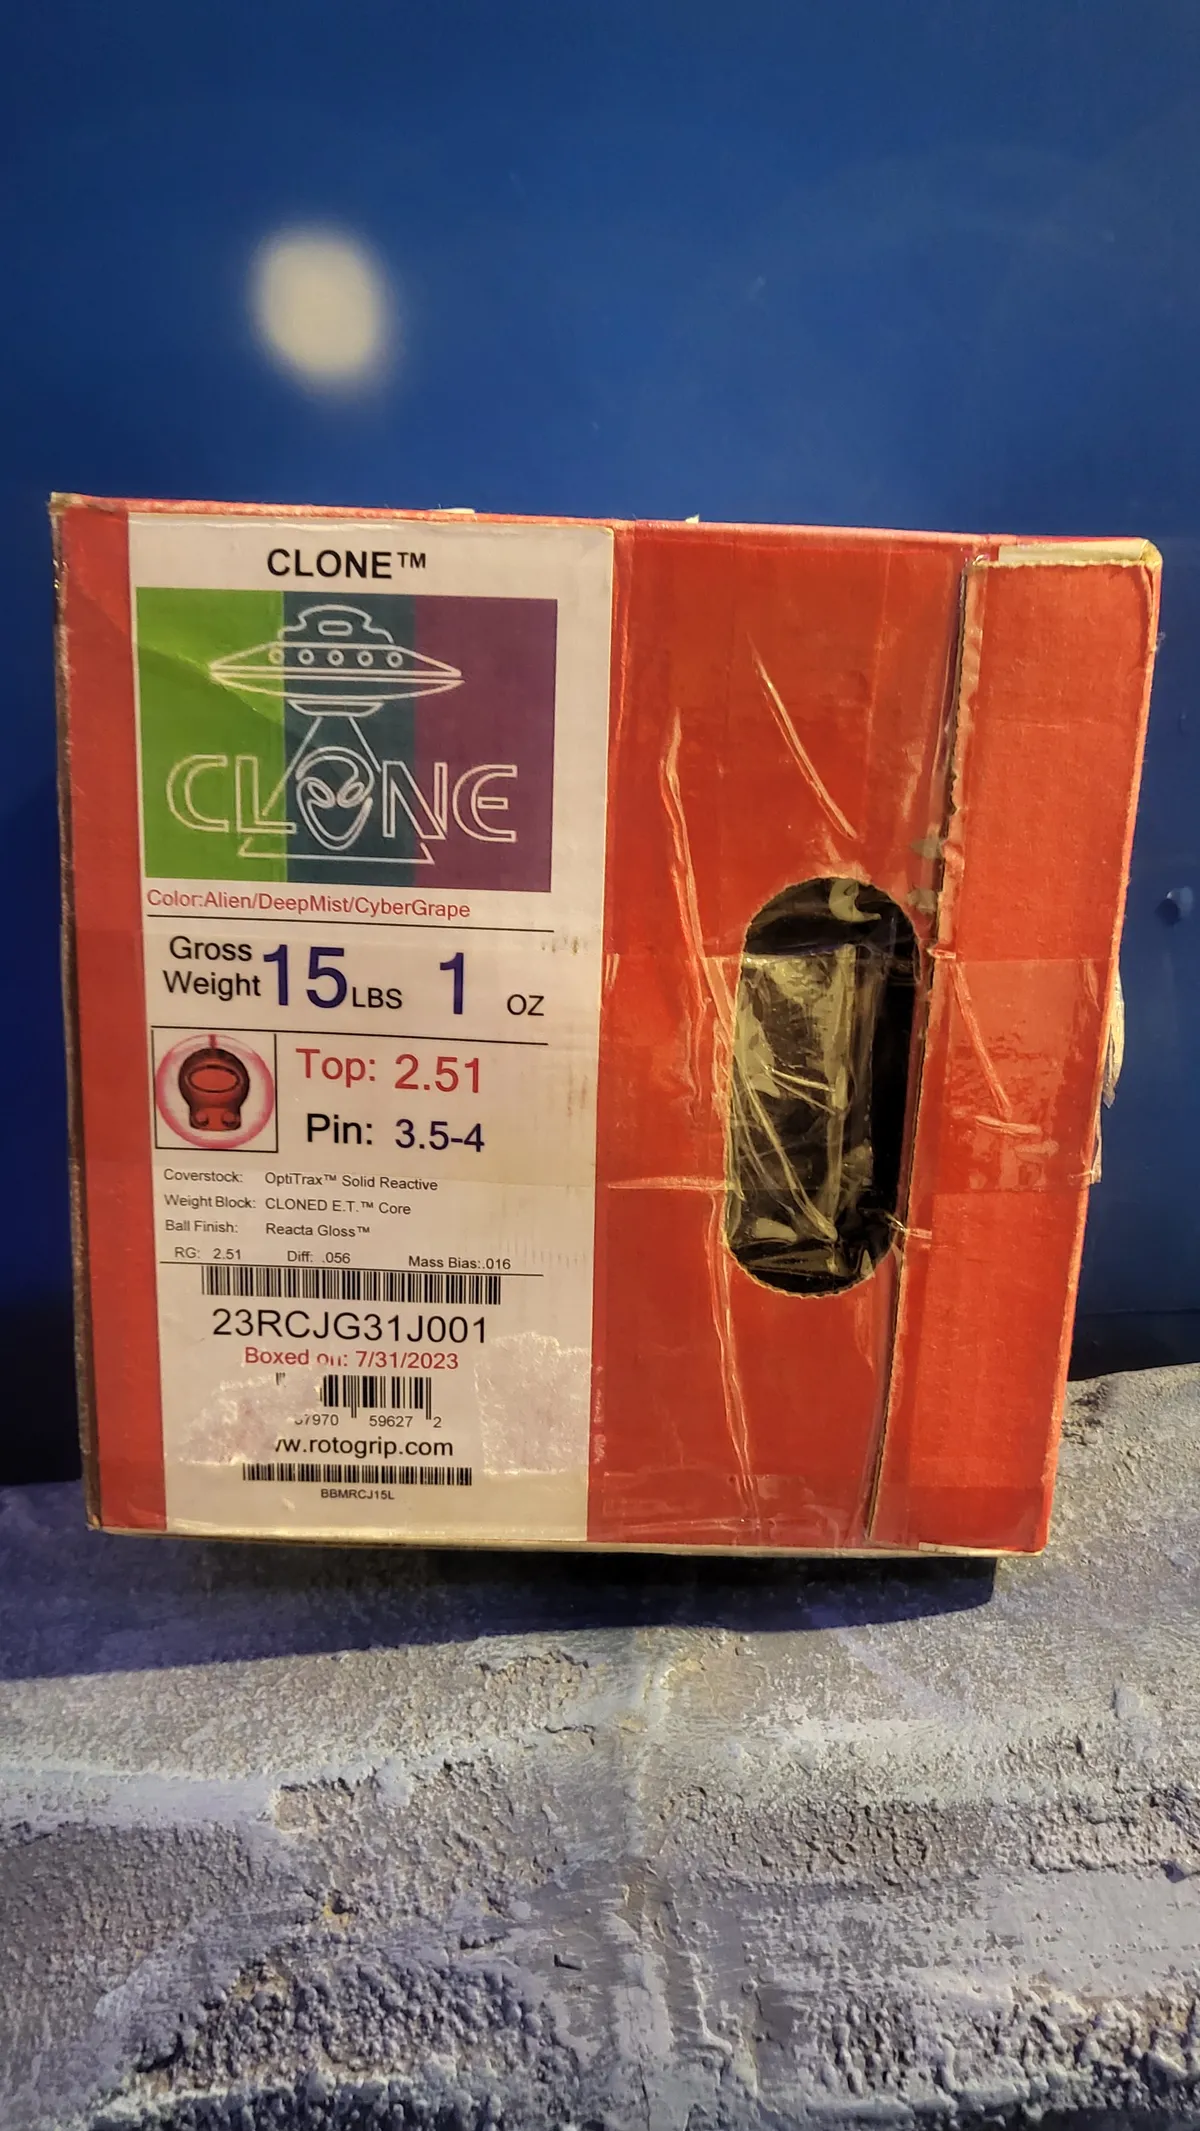 CLONE™
CLONE
Color:Alien/DeepMist/CyberGrape
Gross Weight 15 LBS 1 OZ
Top: 2.51
Pin: 3.5-4
Coverstock: OptiTrax™ Solid Reactive
Weight Block: CLONED E.T.™ Core
Ball Finish: Reacta Gloss™
RG: 2.51 Diff: .056 Mass Bias:.016
23RCJG31J001
Boxed on: 7/31/2023
7970 59627 2
w.rotogrip.com
BBMRCJ15L